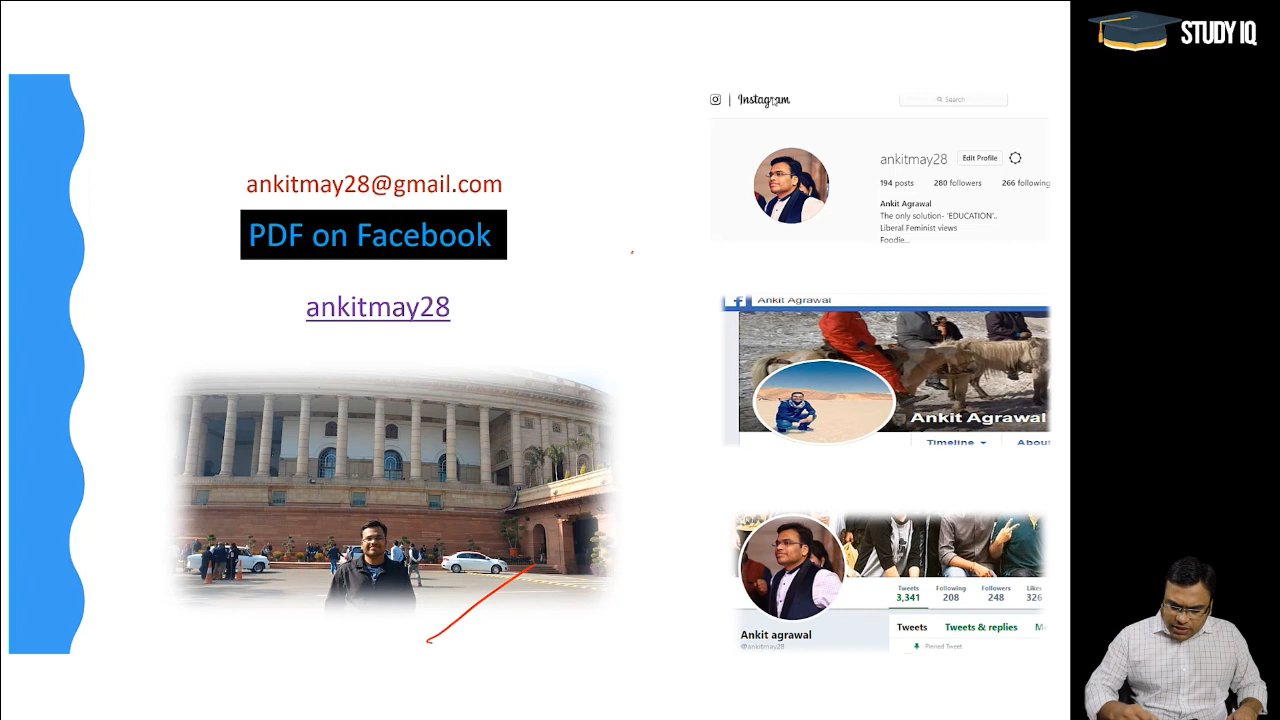 STUDY IQ
ankitmay28@gmail.com
PDF on Facebook
ankitmay28
Instagram
Search
ankitmay28 Edit Profile
194 posts 280 followers 266 following
Ankit Agrawal
The only solution- 'EDUCATION'..
Liberal Feminist views
Foodie...
f Ankit Agrawal
Ankit Agrawal
Timeline About
Tweets Following Followers Likes
3,341 208 248 326
Ankit agrawal
@ankitmay28
Tweets Tweets & replies M
Pinned Tweet